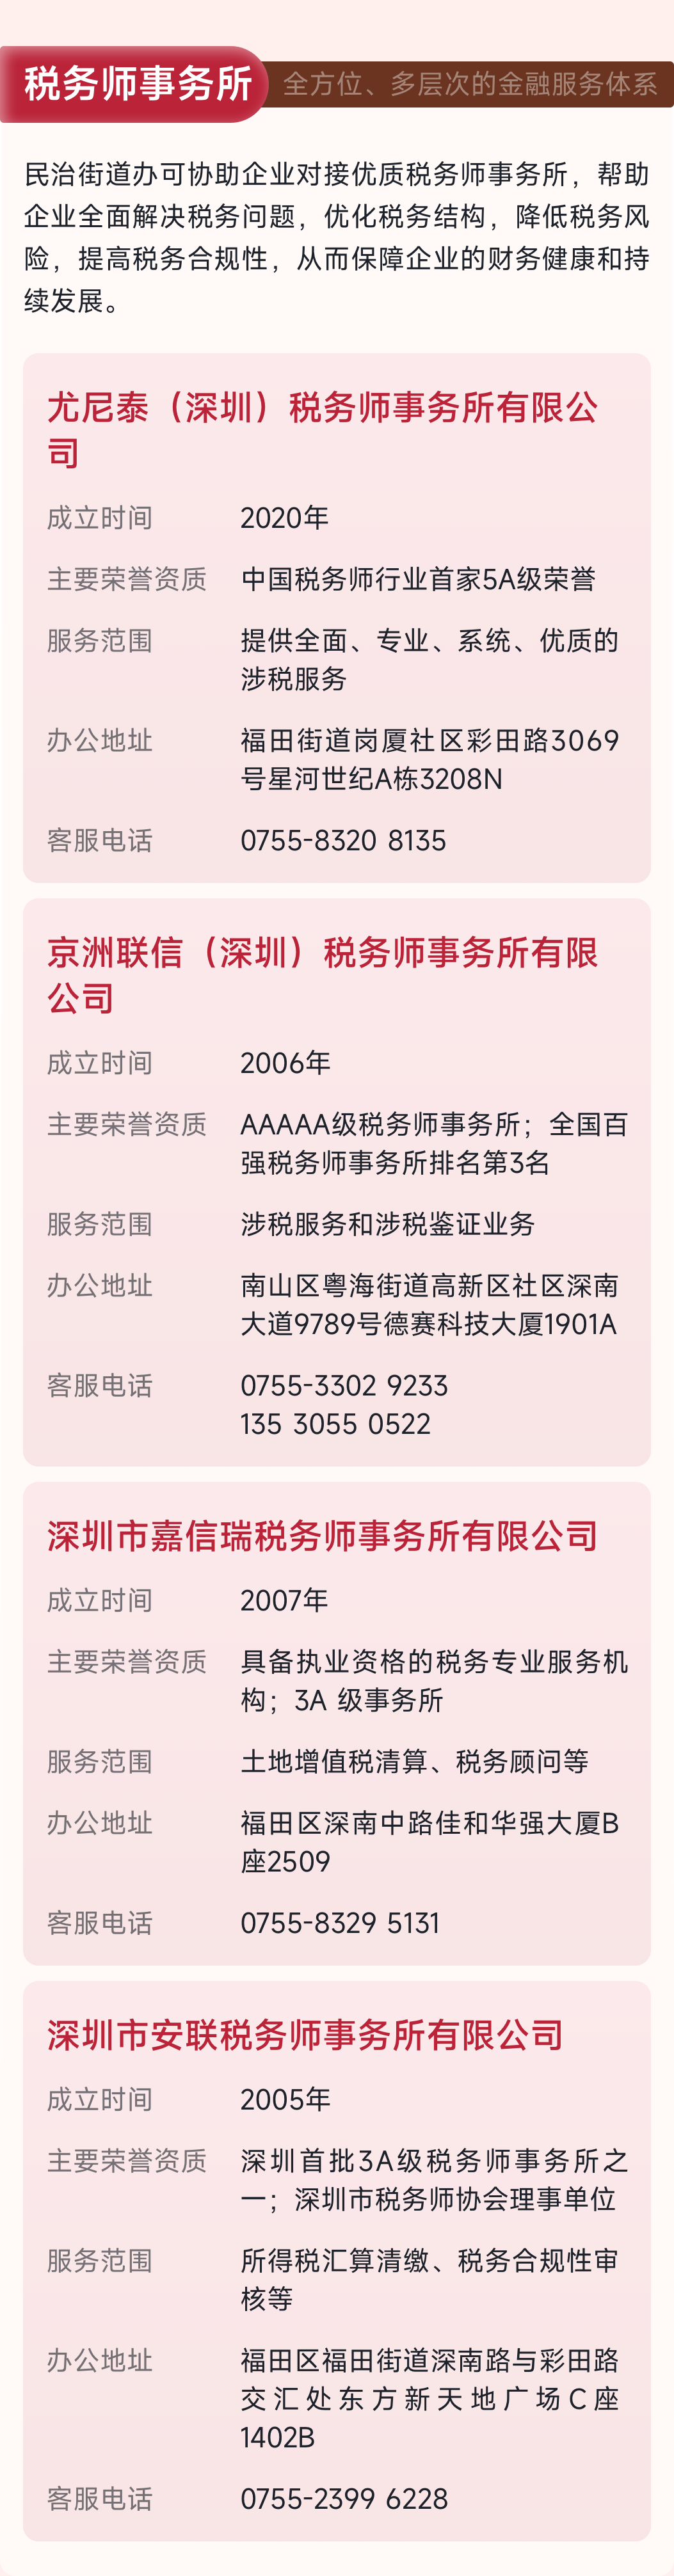 税务师事务所
全方位、多层次的金融服务体系
民治街道办可协助企业对接优质税务师事务所，帮助
企业全面解决税务问题，优化税务结构，降低税务风
险，提高税务合规性，从而保障企业的财务健康和持
续发展。
尤尼泰（深圳）税务师事务所有限公
司
成立时间 2020年
主要荣誉资质 中国税务师行业首家5A级荣誉
服务范围 提供全面、专业、系统、优质的
涉税服务
办公地址 福田街道岗厦社区彩田路3069
号星河世纪A栋3208N
客服电话 0755-8320 8135
京洲联信（深圳）税务师事务所有限
公司
成立时间 2006年
主要荣誉资质 AAAAA级税务师事务所；全国百
强税务师事务所排名第3名
服务范围 涉税服务和涉税鉴证业务
办公地址 南山区粤海街道高新区社区深南
大道9789号德赛科技大厦1901A
客服电话 0755-3302 9233
135 3055 0522
深圳市嘉信瑞税务师事务所有限公司
成立时间 2007年
主要荣誉资质 具备执业资格的税务专业服务机
构；3A 级事务所
服务范围 土地增值税清算、税务顾问等
办公地址 福田区深南中路佳和华强大厦B
座2509
客服电话 0755-8329 5131
深圳市安联税务师事务所有限公司
成立时间 2005年
主要荣誉资质 深圳首批3A级税务师事务所之
一；深圳市税务师协会理事单位
服务范围 所得税汇算清缴、税务合规性审
核等
办公地址 福田区福田街道深南路与彩田路
交汇处东方新天地广场C座
1402B
客服电话 0755-2399 6228